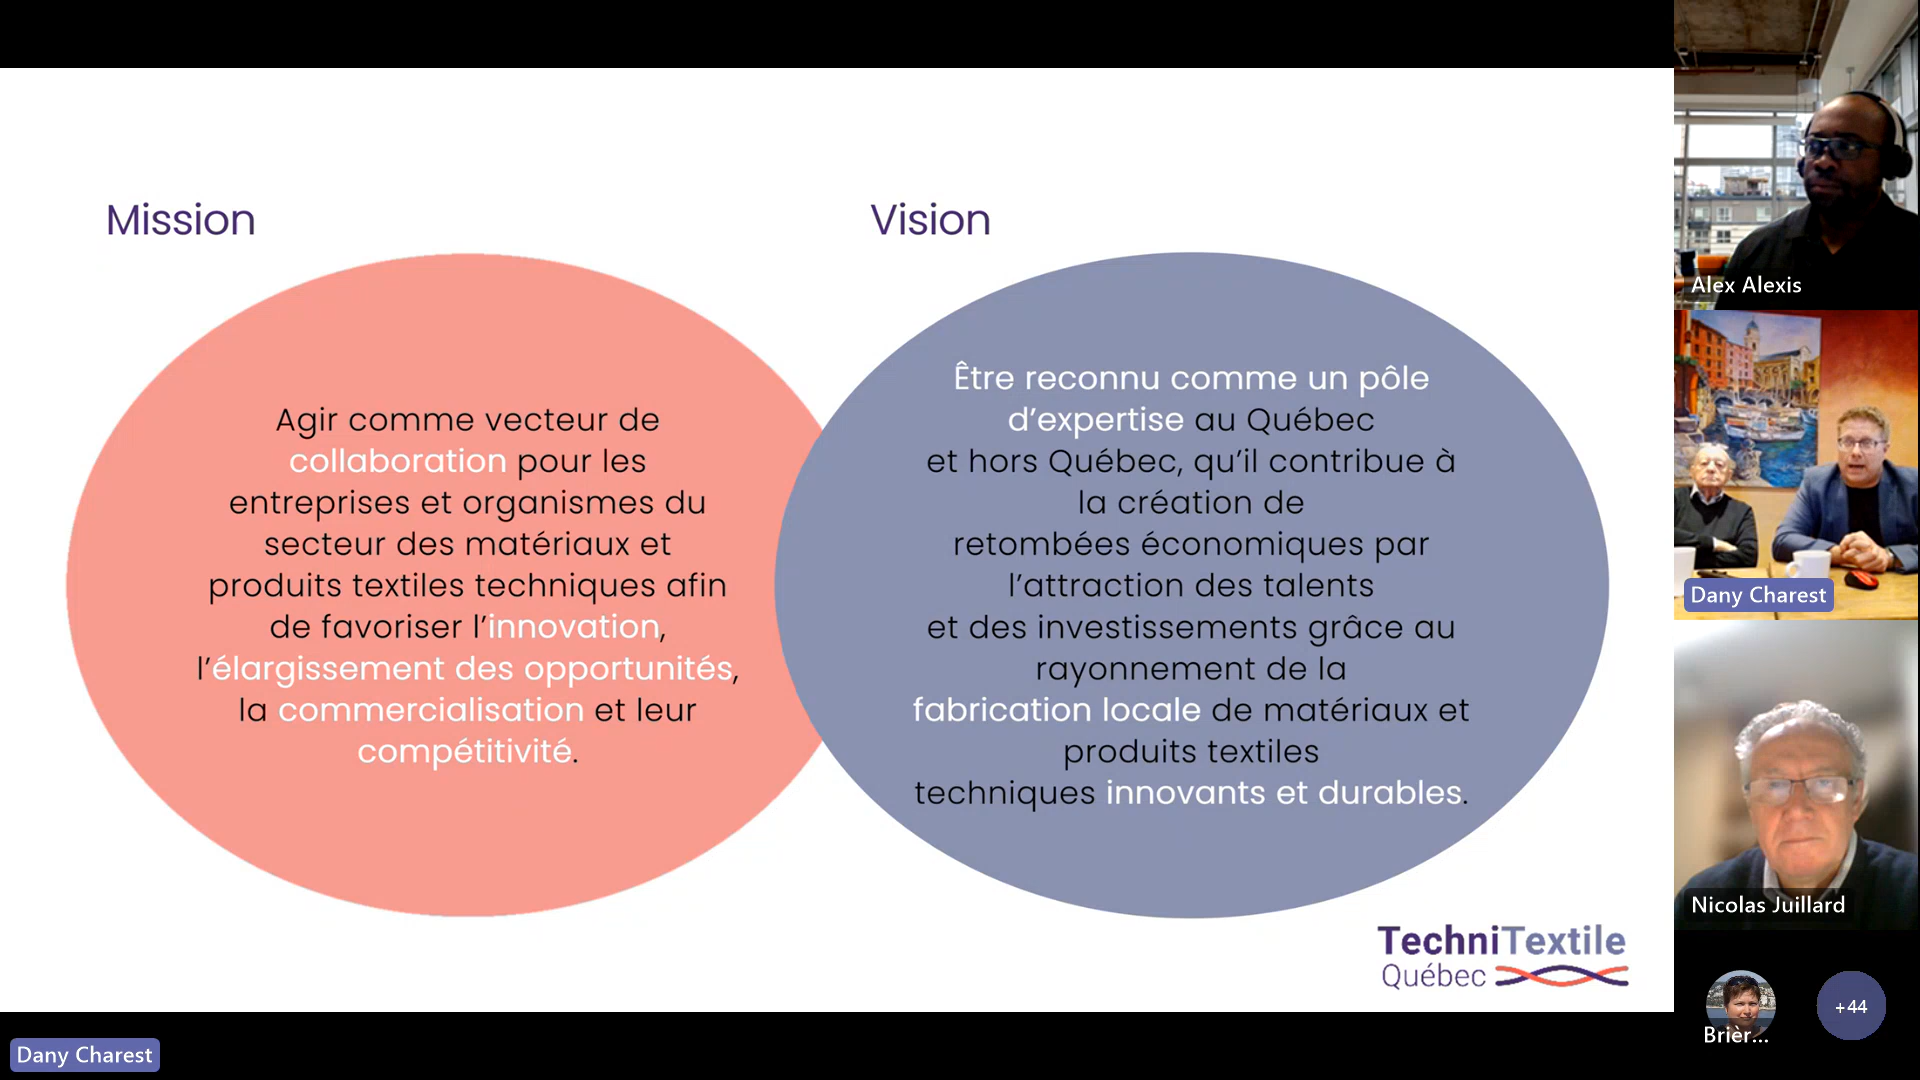 Mission
Agir comme vecteur de
collaboration pour les
entreprises et organismes du
secteur des matériaux et
produits textiles techniques afin
de favoriser l’innovation,
l’élargissement des opportunités,
la commercialisation et leur
compétitivité.
Vision
Être reconnu comme un pôle
d’expertise au Québec
et hors Québec, qu’il contribue à
la création de
retombées économiques par
l’attraction des talents
et des investissements grâce au
rayonnement de la
fabrication locale de matériaux et
produits textiles
techniques innovants et durables.
TechniTextile
Québec
Dany Charest
Alex Alexis
Dany Charest
Nicolas Juillard
Brièr...
+44